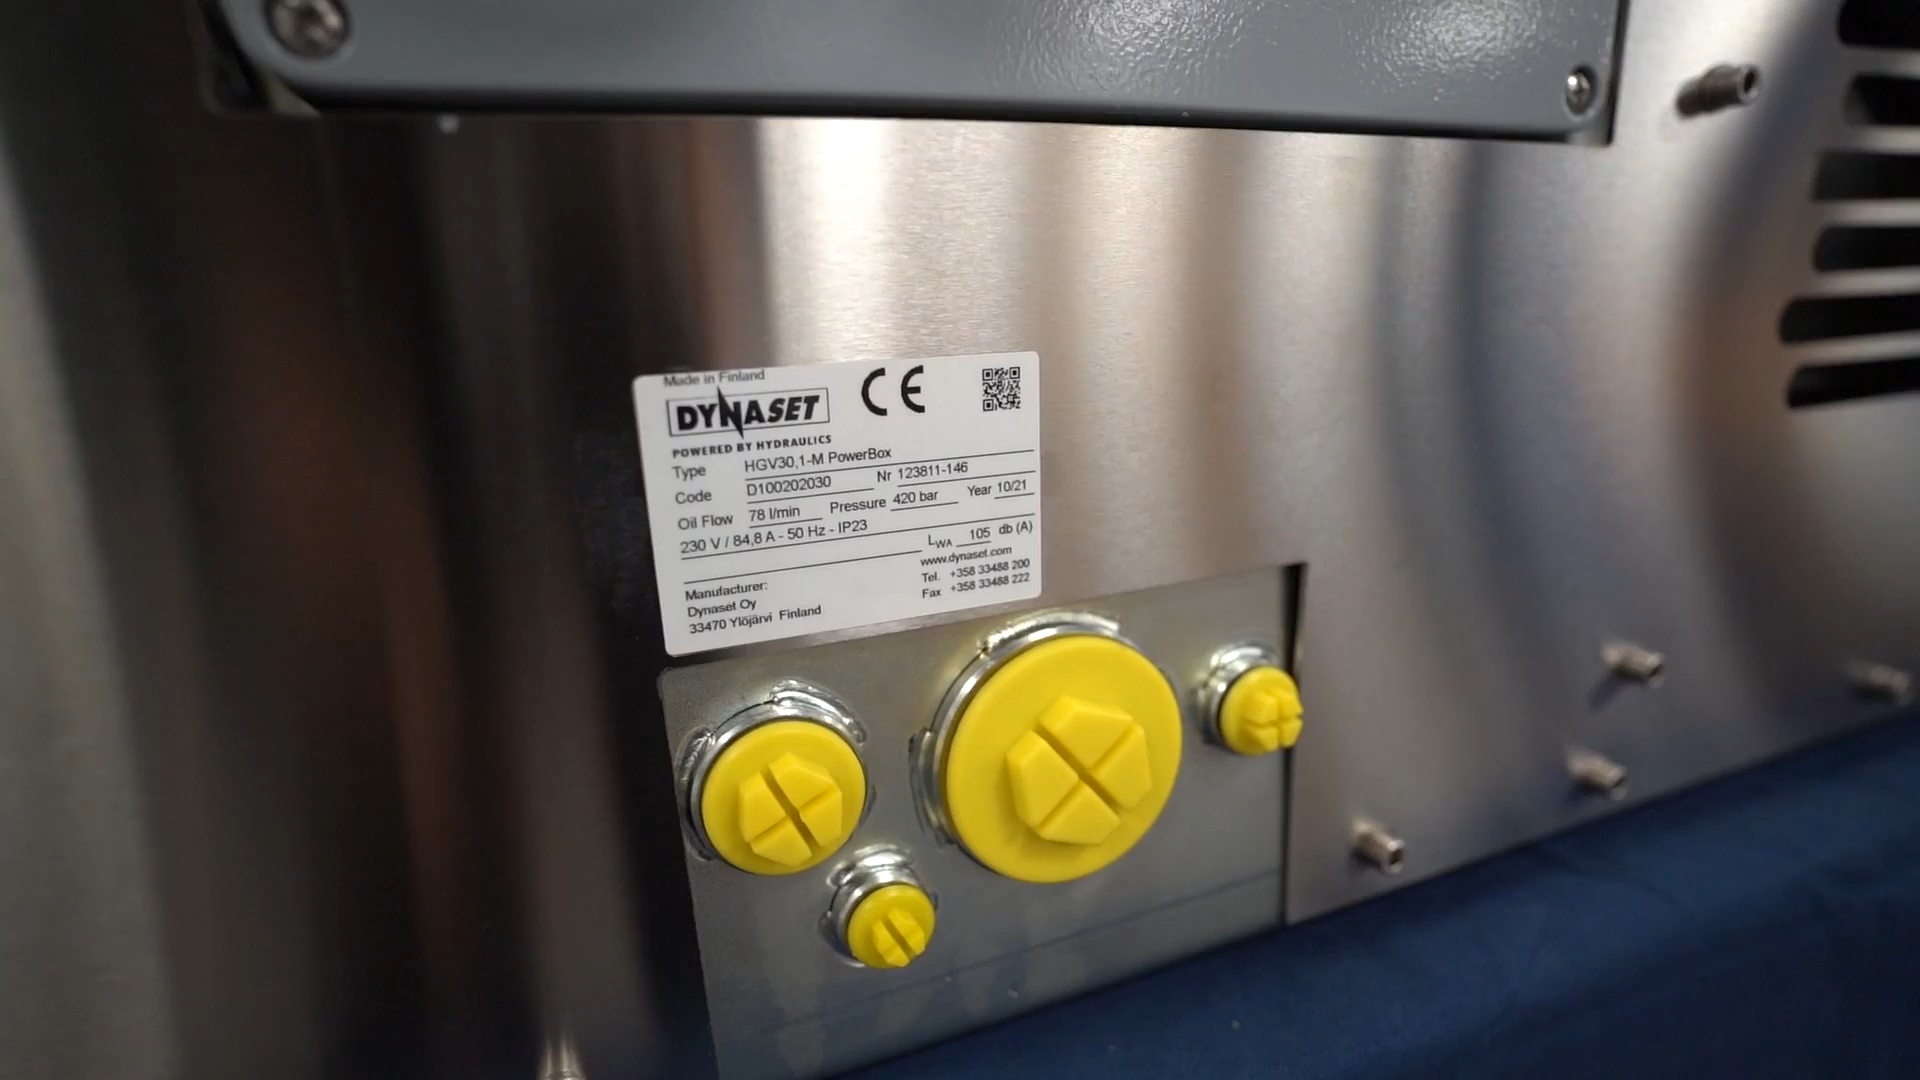 Made in Finland
DYNASET CE
POWERED BY HYDRAULICS
Type HGV30,1-M PowerBox
Code D100202030 Nr 123811-146
Oil Flow 78 l/min Pressure 420 bar Year 10/21
230 V / 84,8 A - 50 Hz - IP23
LWA 105 db (A)
www.dynaset.com
Manufacturer: Tel. +358 33488 200
Dynaset Oy Fax +358 33488 222
33470 Ylöjärvi Finland